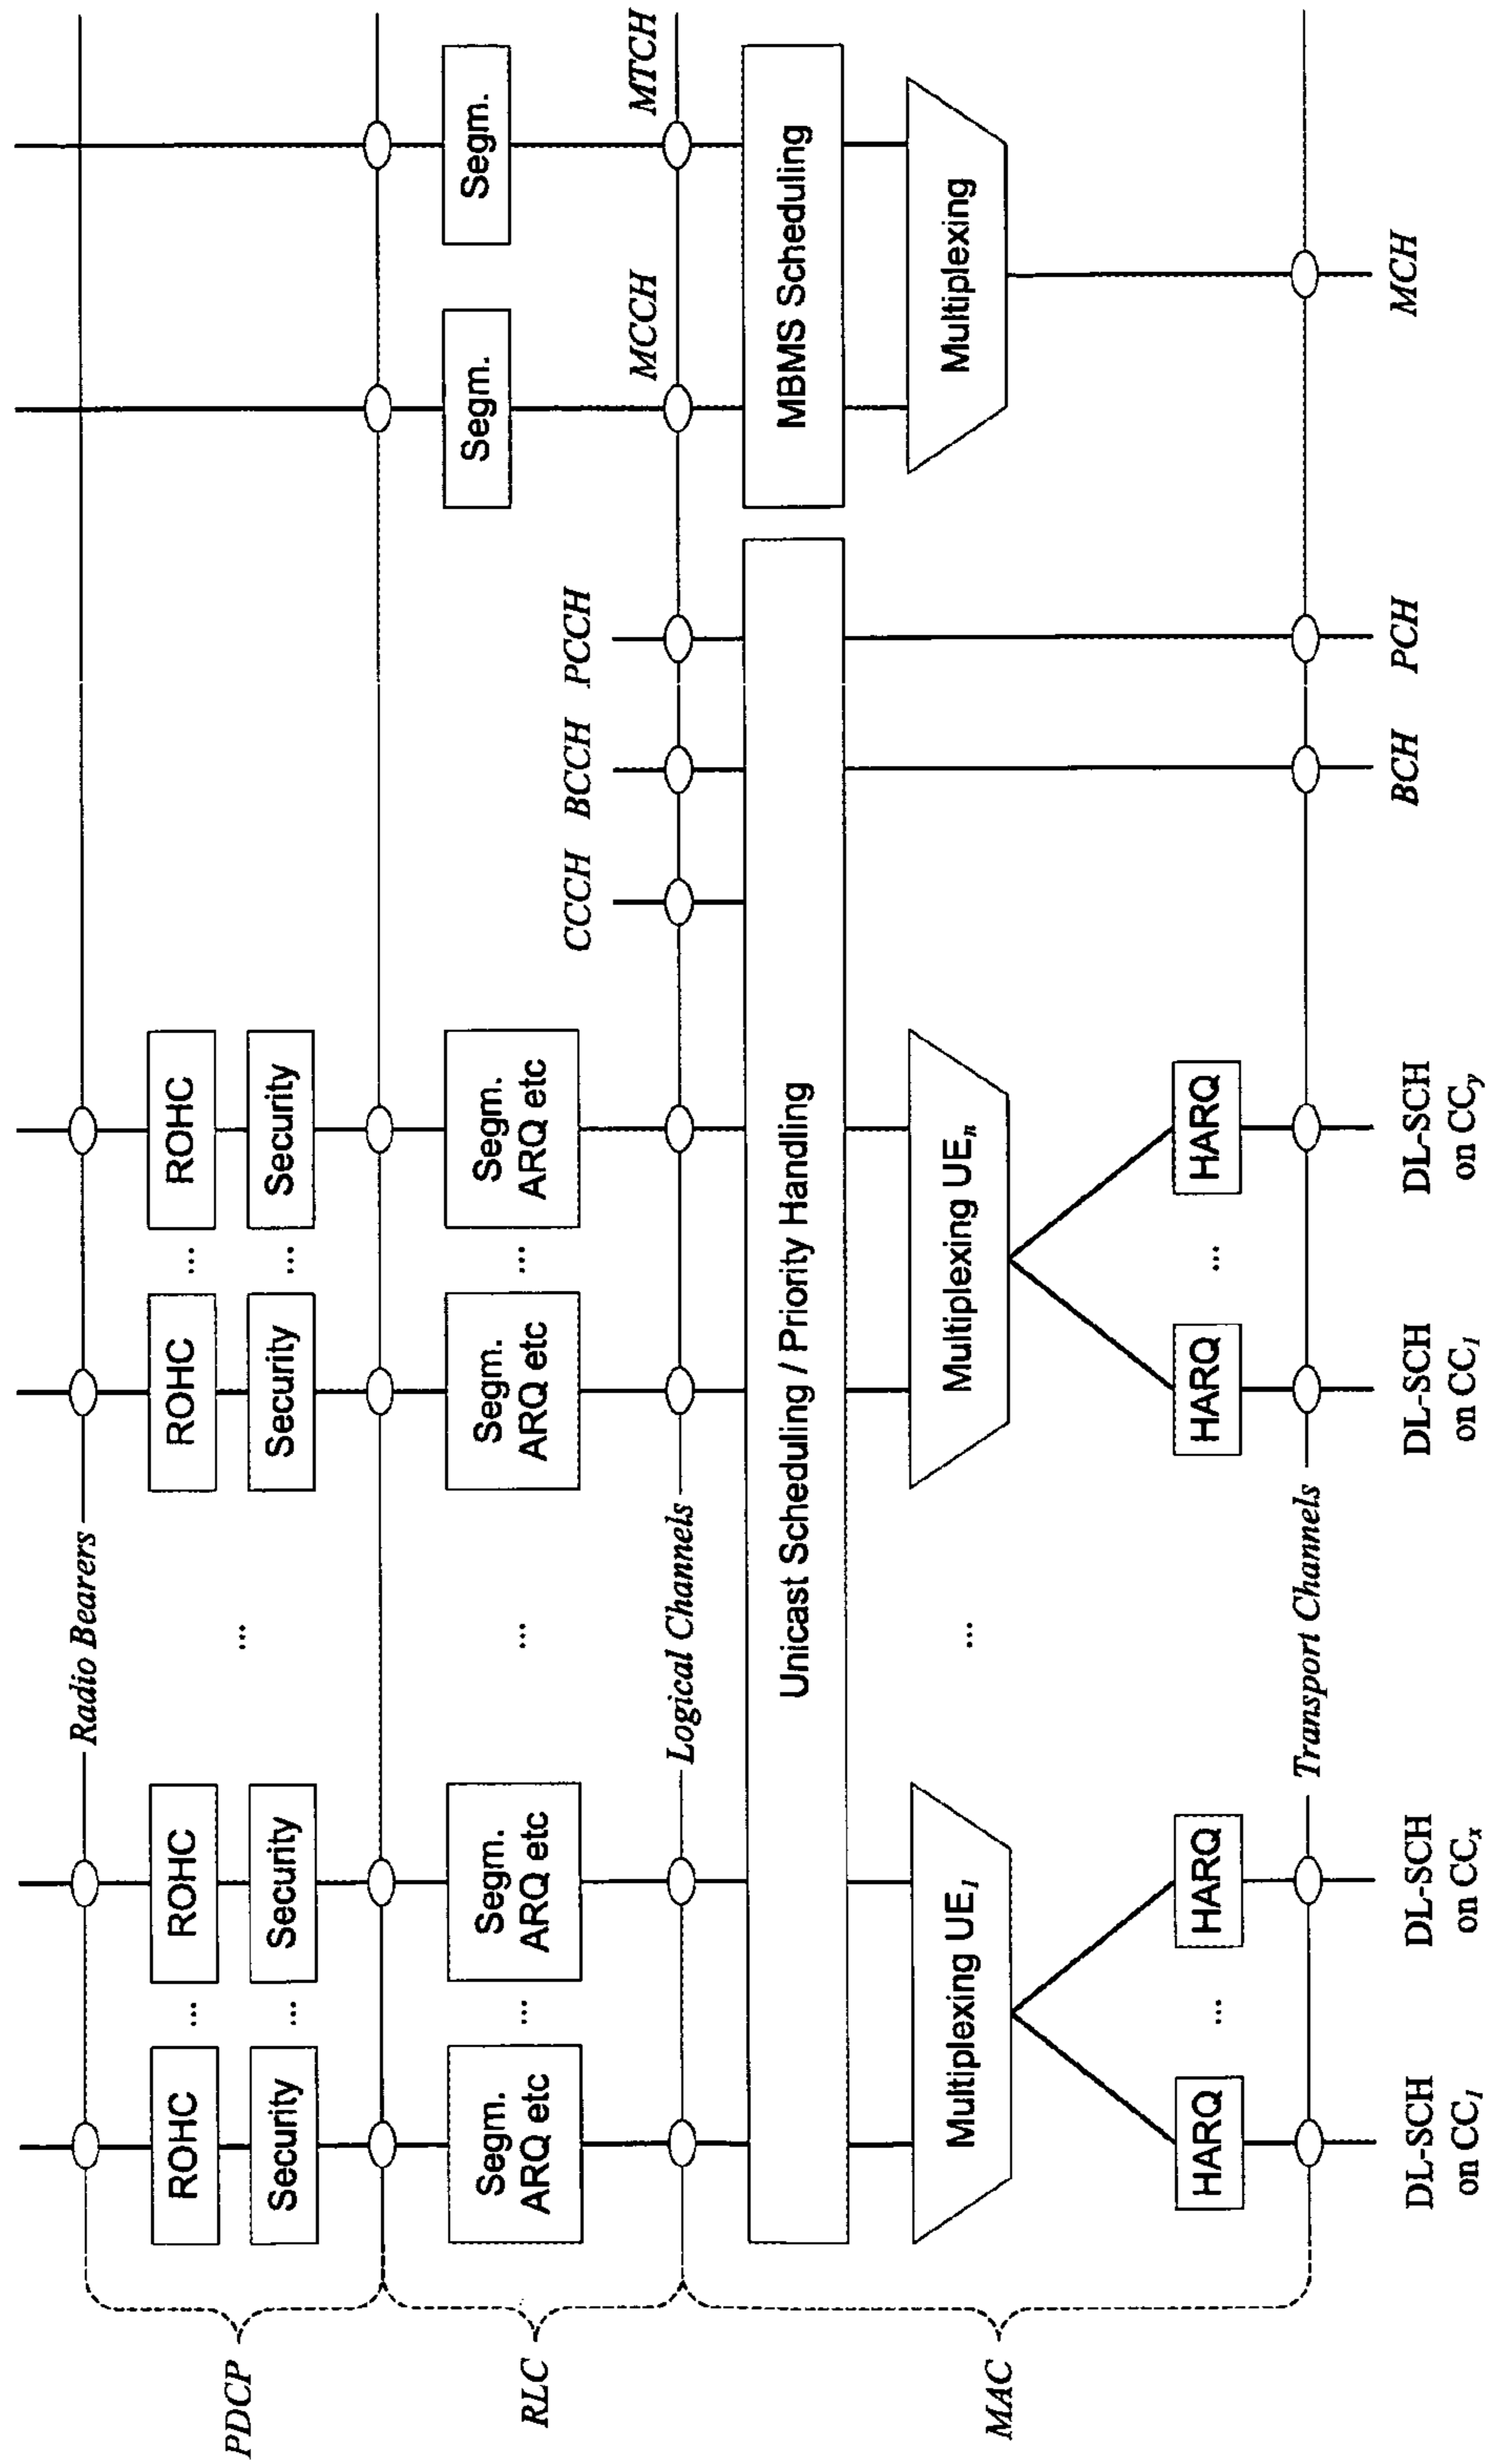 Radio Bearers
PDCP
ROHC
...
ROHC
ROHC
...
ROHC
...
Security
...
Security
Security
...
Security
RLC
Segm.
ARQ etc
...
Segm.
ARQ etc
...
Segm.
ARQ etc
...
Segm.
ARQ etc
Segm.
Segm.
Logical Channels
CCCH
BCCH
PCCH
MCCH
MTCH
MAC
Unicast Scheduling / Priority Handling
MBMS Scheduling
Multiplexing UE1
...
Multiplexing UEn
Multiplexing
HARQ
...
HARQ
HARQ
...
HARQ
Transport Channels
DL-SCH
on CC1
DL-SCH
on CCx
DL-SCH
on CC1
DL-SCH
on CCy
BCH
PCH
MCH